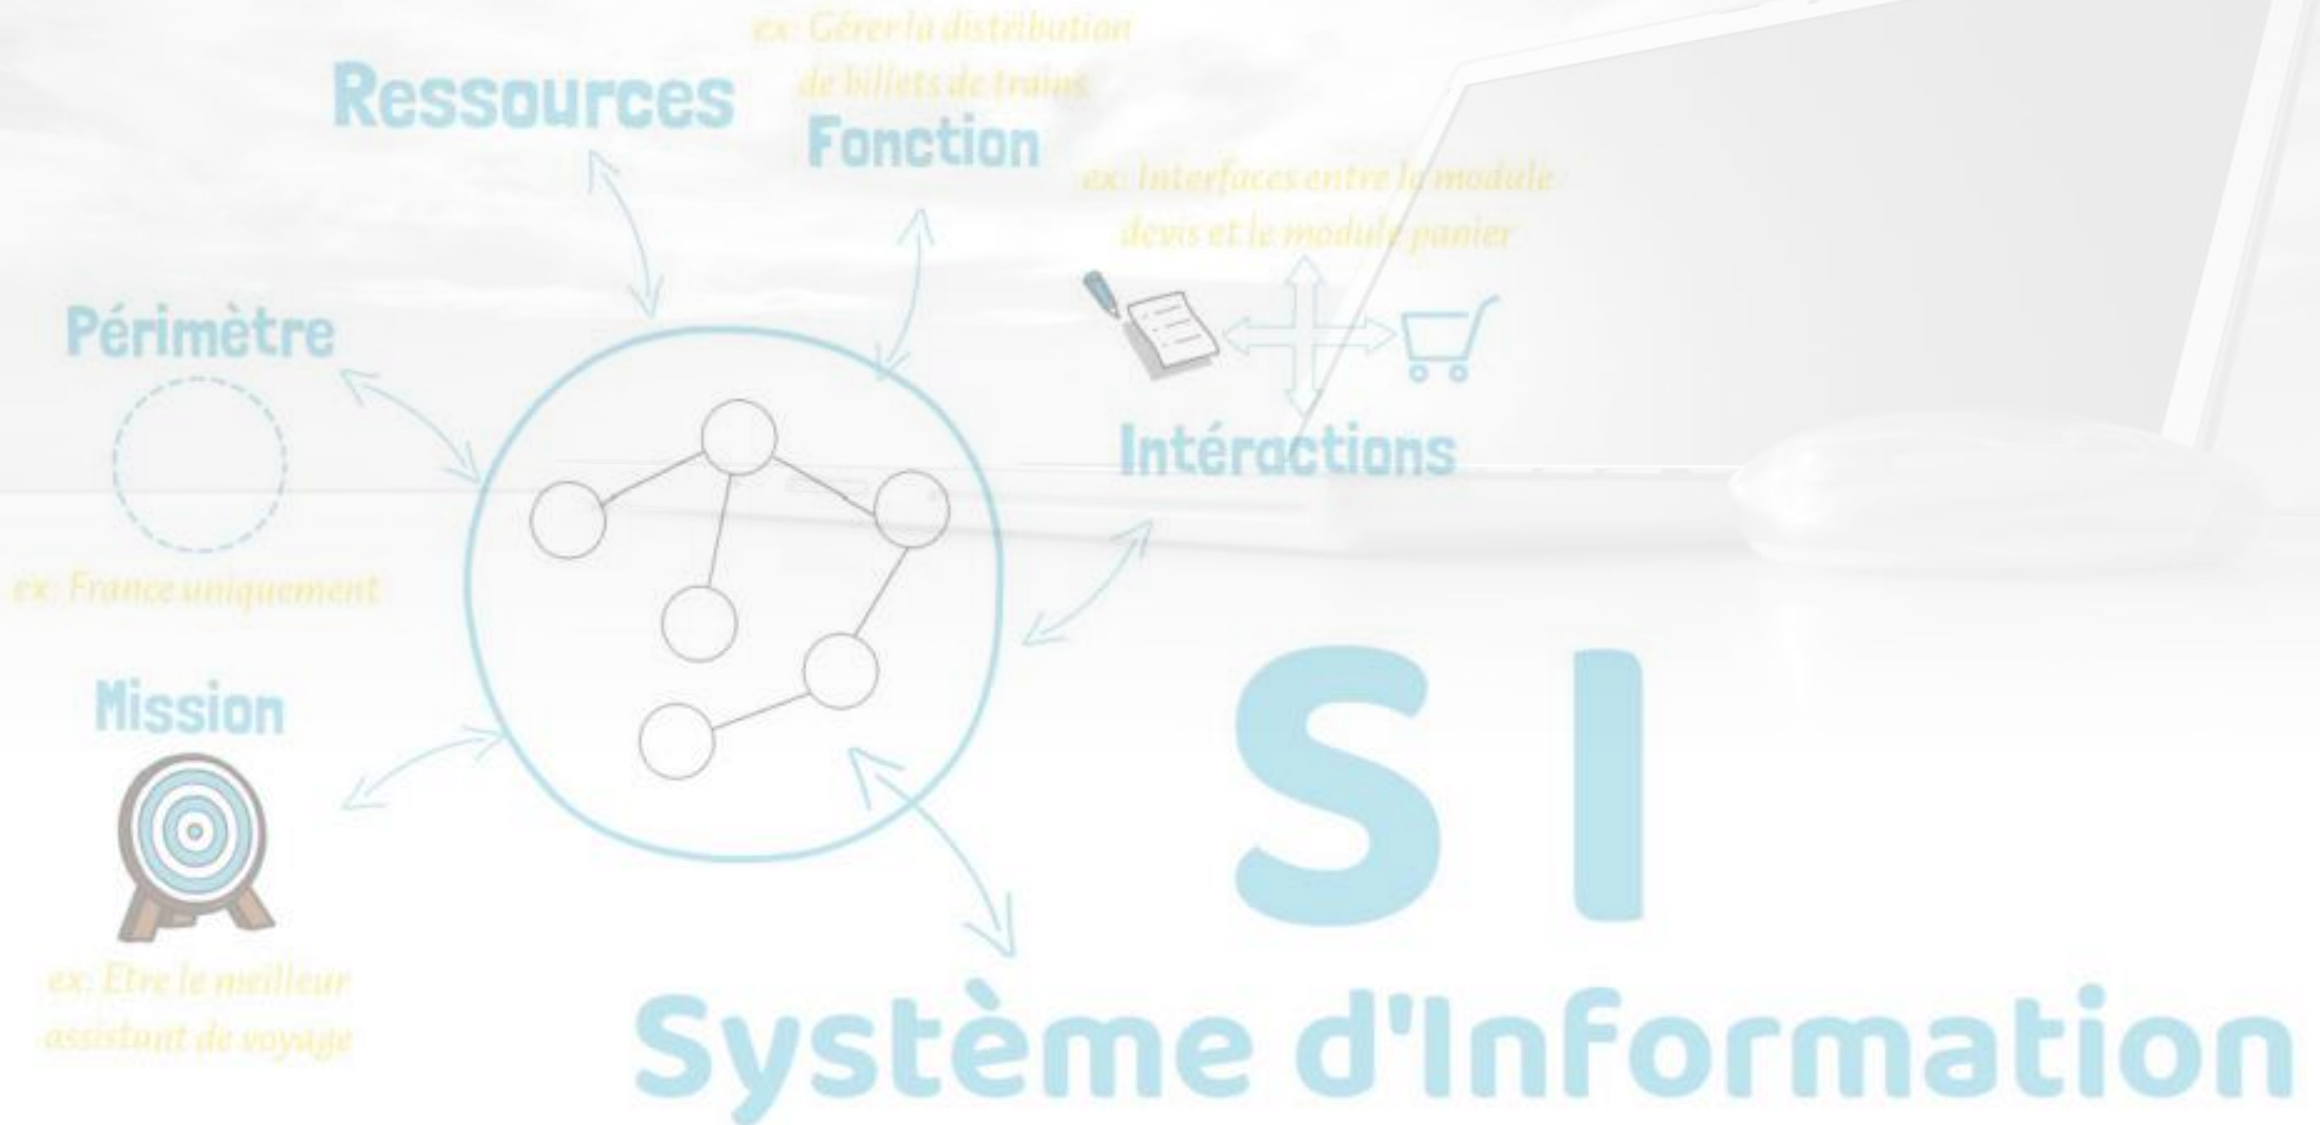 ex: Gérer la distribution
de billets de trains
Ressources
Fonction
ex: Interfaces entre le module
devis et le module panier
Périmètre
Intéractions
ex: France uniquement
Mission
S I
ex: Etre le meilleur
assistant de voyage
Système d'Information